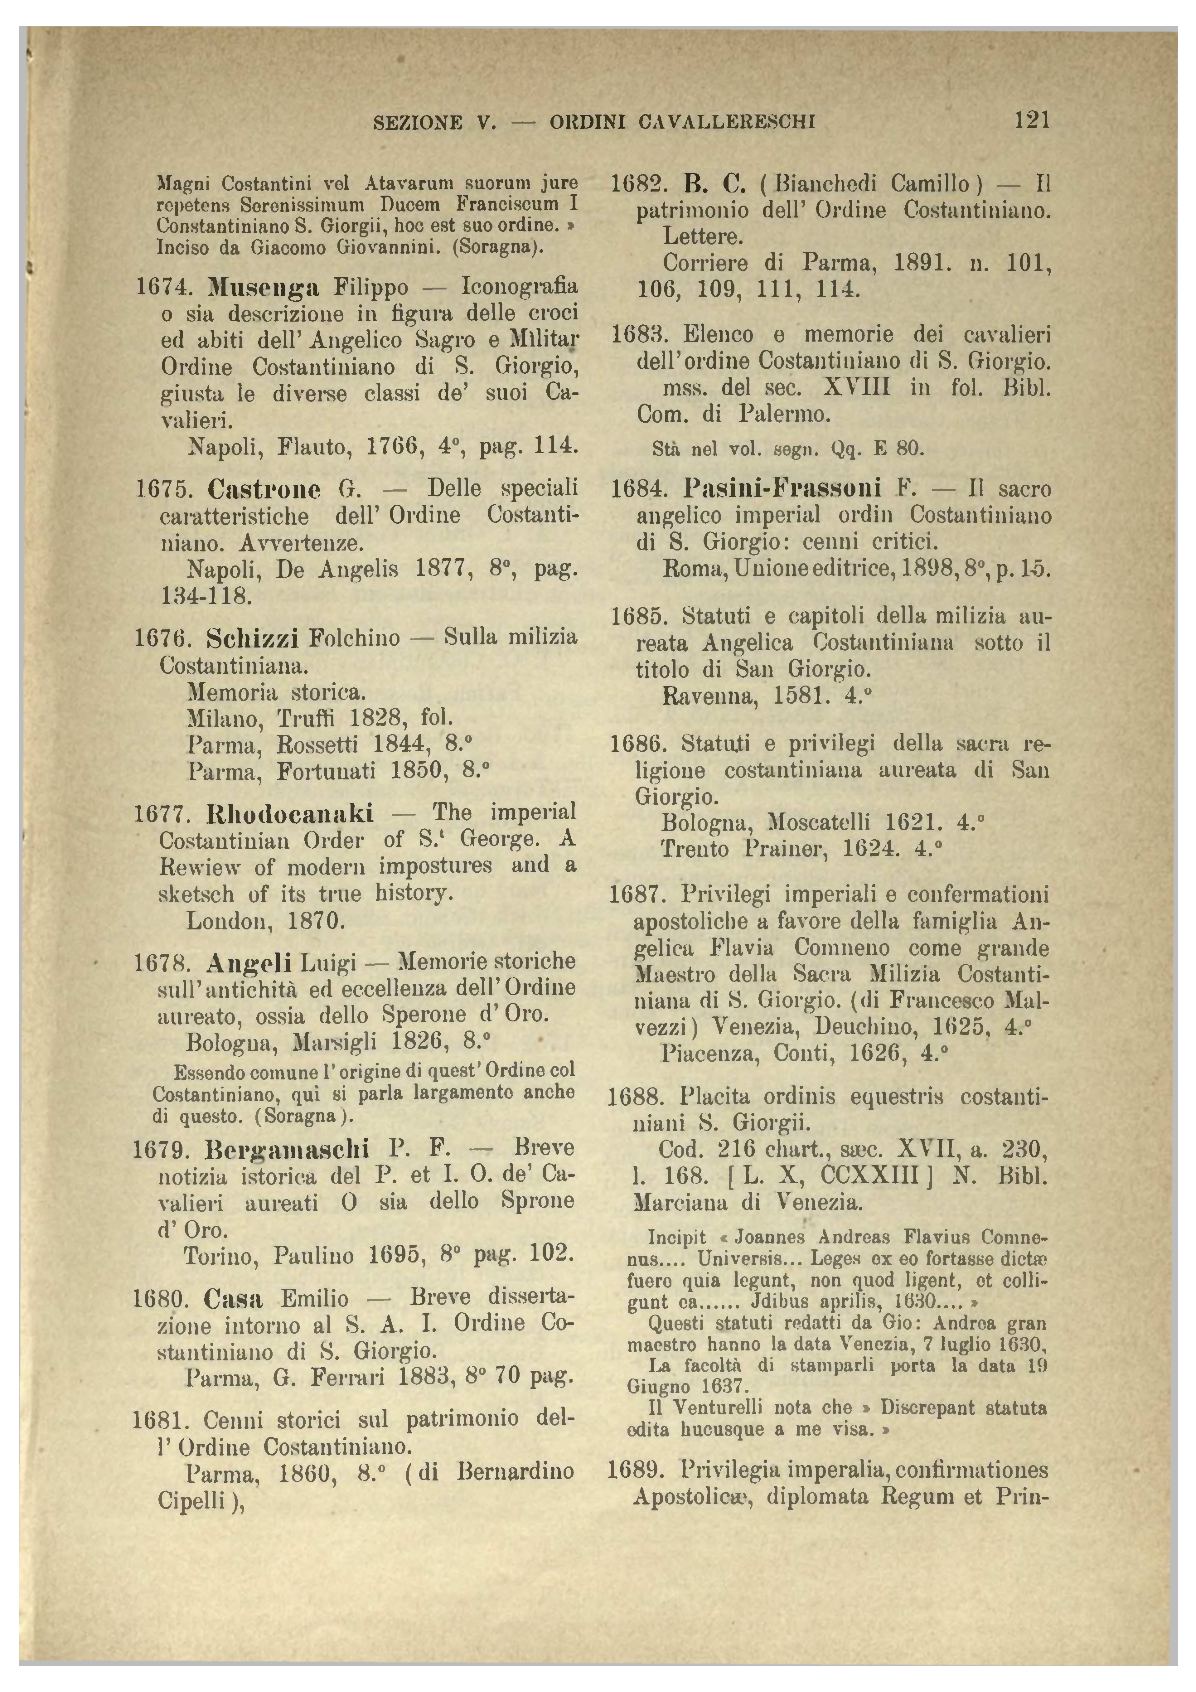 SEZIONE V. — ORDINI CAVALLERESCHI 121
Magni Costantini vel Atavarum suorum jure
repetens Serenissimum Ducem Franciscum I
Constantiniano S. Giorgii, hoc est suo ordine. »
Inciso da Giacomo Giovannini. (Soragna).
1674. Musenga Filippo — Iconografia
o sia descrizione in figura delle croci
ed abiti dell' Angelico Sagro e Militar
Ordine Costantiniano di S. Giorgio,
giusta le diverse classi de' suoi Ca-
valieri.
Napoli, Flauto, 1766, 4º, pag. 114.
1675. Castrone G. — Delle speciali
caratteristiche dell' Ordine Costanti-
niano. Avvertenze.
Napoli, De Angelis 1877, 8º, pag.
134-118.
1676. Schizzi Folchino — Sulla milizia
Costantiniana.
Memoria storica.
Milano, Truffi 1828, fol.
Parma, Rossetti 1844, 8.º
Parma, Fortunati 1850, 8.º
1677. Rhodocanaki — The imperial
Costantinian Order of S.t George. A
Rewiew of modern impostures and a
sketsch of its true history.
London, 1870.
1678. Angeli Luigi — Memorie storiche
sull'antichità ed eccellenza dell'Ordine
aureato, ossia dello Sperone d'Oro.
Bologna, Marsigli 1826, 8.º
Essendo comune l'origine di quest'Ordine col
Costantiniano, qui si parla largamento anche
di questo. (Soragna).
1679. Bergamaschi P. F. — Breve
notizia istorica del P. et I. O. de' Ca-
valieri aureati O sia dello Sprone
d' Oro.
Torino, Paulino 1695, 8º pag. 102.
1680. Casa Emilio — Breve disserta-
zione intorno al S. A. I. Ordine Co-
stantiniano di S. Giorgio.
Parma, G. Ferrari 1883, 8º 70 pag.
1681. Cenni storici sul patrimonio del-
l' Ordine Costantiniano.
Parma, 1860, 8.º (di Bernardino
Cipelli),
1682. B. C. (Bianchedi Camillo) — Il
patrimonio dell' Ordine Costantiniano.
Lettere.
Corriere di Parma, 1891. n. 101,
106, 109, 111, 114.
1683. Elenco e memorie dei cavalieri
dell'ordine Costantiniano di S. Giorgio.
mss. del sec. XVIII in fol. Bibl.
Com. di Palermo.
Stà nel vol. segn. Qq. E 80.
1684. Pasini-Frassoni F. — Il sacro
angelico imperial ordin Costantiniano
di S. Giorgio: cenni critici.
Roma, Unione editrice, 1898, 8º, p. 15.
1685. Statuti e capitoli della milizia au-
reata Angelica Costantiniana sotto il
titolo di San Giorgio.
Ravenna, 1581. 4.º
1686. Statuti e privilegi della sacra re-
ligione costantiniana aureata di San
Giorgio.
Bologna, Moscatelli 1621. 4.º
Trento Prainer, 1624. 4.º
1687. Privilegi imperiali e confermationi
apostoliche a favore della famiglia An-
gelica Flavia Comneno come grande
Maestro della Sacra Milizia Costanti-
niana di S. Giorgio. (di Francesco Mal-
vezzi) Venezia, Deuchino, 1625, 4.º
Piacenza, Conti, 1626, 4.º
1688. Placita ordinis equestris costanti-
niani S. Giorgii.
Cod. 216 chart., sæc. XVII, a. 230,
l. 168. [L. X, CCXXIII] N. Bibl.
Marciana di Venezia.
Incipit « Joannes Andreas Flavius Comne-
nus.... Universis... Leges ex eo fortasse dictæ
fuero quia legunt, non quod ligent, et colli-
gunt ea...... Jdibus aprilis, 1630.... »
Questi statuti redatti da Gio: Andrea gran
maestro hanno la data Venezia, 7 luglio 1630,
La facoltà di stamparli porta la data 19
Giugno 1637.
Il Venturelli nota che » Discrepant statuta
edita hucusque a me visa. »
1689. Privilegia imperalia, confirmationes
Apostolicæ, diplomata Regum et Prin-